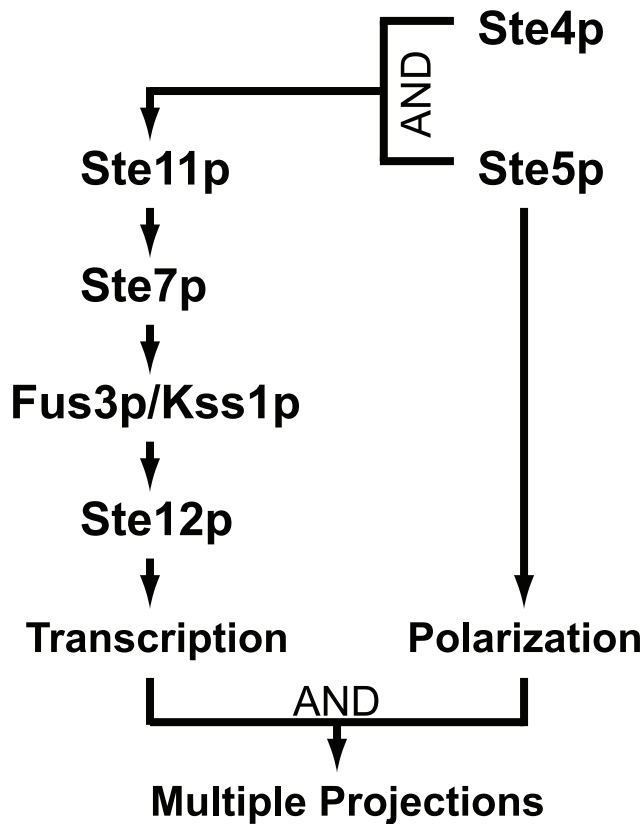 Ste4p
AND
Ste5p
Ste11p
Ste7p
Fus3p/Kss1p
Ste12p
Transcription
Polarization
AND
Multiple Projections